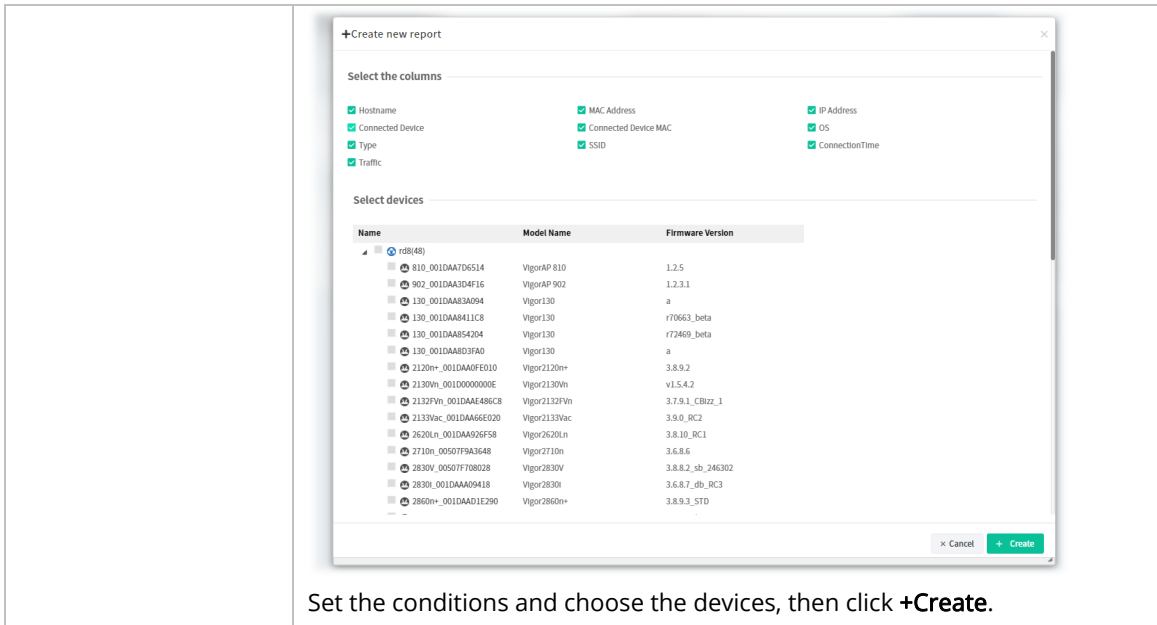 +Create new report
×
Select the columns
Hostname MAC Address IP Address
Connected Device Connected Device MAC OS
Type SSID ConnectionTime
Traffic
Select devices
Name Model Name Firmware Version
rd8(48)
810_001DAA7D6514 VigorAP 810 1.2.5
902_001DAA3D4F16 VigorAP 902 1.2.3.1
130_001DAA83A094 Vigor130 a
130_001DAA8411C8 Vigor130 r70663_beta
130_001DAA854204 Vigor130 r72469_beta
130_001DAA8D3FA0 Vigor130 a
2120n+_001DAA0FE010 Vigor2120n+ 3.8.9.2
2130Vn_001D0000000E Vigor2130Vn v1.5.4.2
2132FVn_001DAAE486C8 Vigor2132FVn 3.7.9.1_CBizz_1
2133Vac_001DAA66E020 Vigor2133Vac 3.9.0_RC2
2620Ln_001DAA926F58 Vigor2620Ln 3.8.10_RC1
2710n_00507F9A3648 Vigor2710n 3.6.8.6
2830V_00507F708028 Vigor2830V 3.8.8.2_sb_246302
2830I_001DAAA09418 Vigor2830I 3.6.8.7_db_RC3
2860n+_001DAAD1E290 Vigor2860n+ 3.8.9.3_STD
× Cancel + Create
Set the conditions and choose the devices, then click +Create.